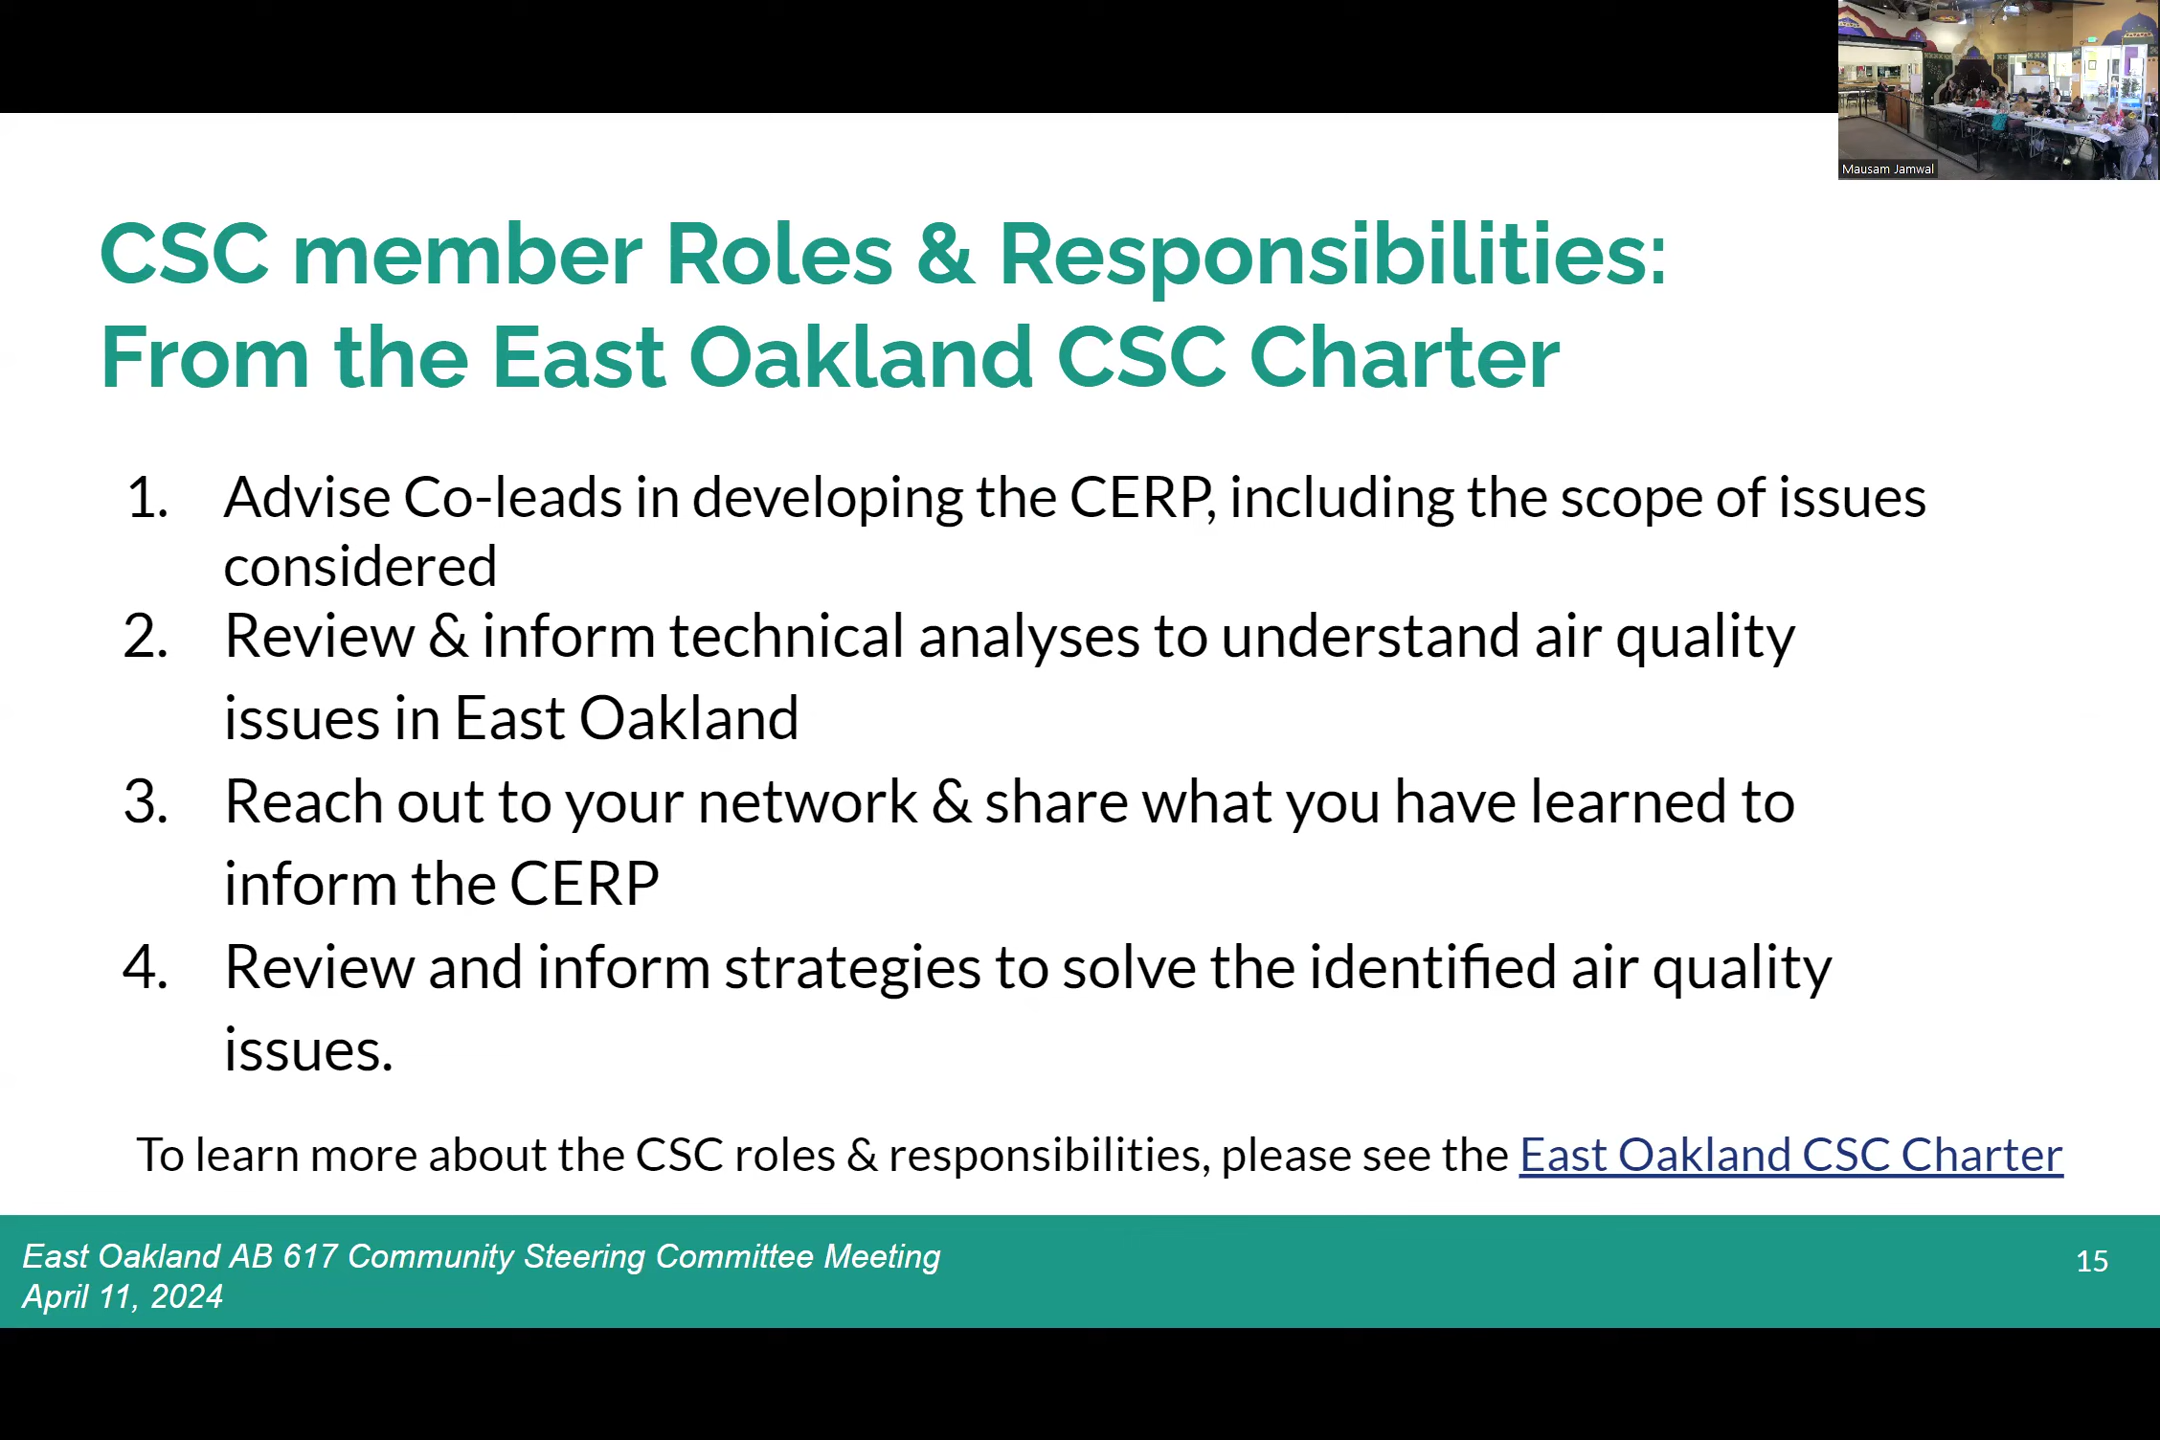 Mausam Jamwal
CSC member Roles & Responsibilities:
From the East Oakland CSC Charter
1. Advise Co-leads in developing the CERP, including the scope of issues
considered
2. Review & inform technical analyses to understand air quality
issues in East Oakland
3. Reach out to your network & share what you have learned to
inform the CERP
4. Review and inform strategies to solve the identified air quality
issues.
To learn more about the CSC roles & responsibilities, please see the East Oakland CSC Charter
East Oakland AB 617 Community Steering Committee Meeting
April 11, 2024
15